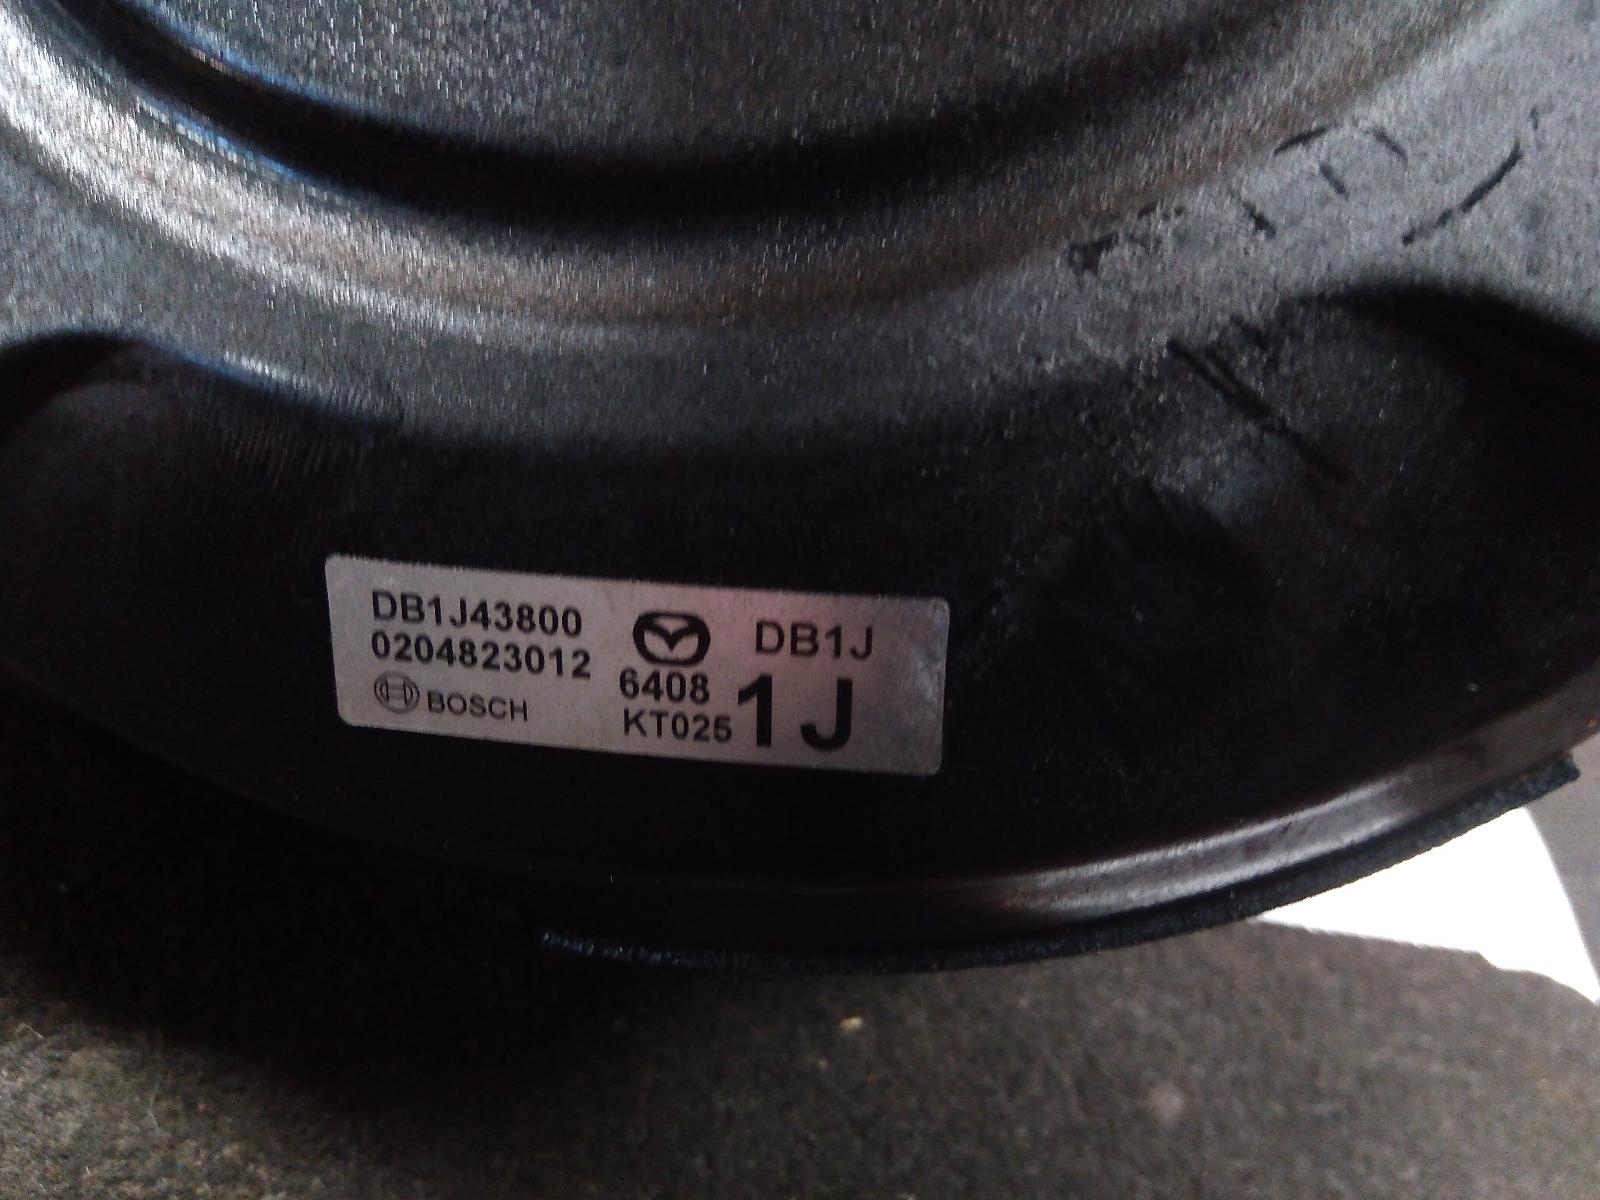 DB1J43800
0204823012
BOSCH
6408
KT025
DB1J
1J